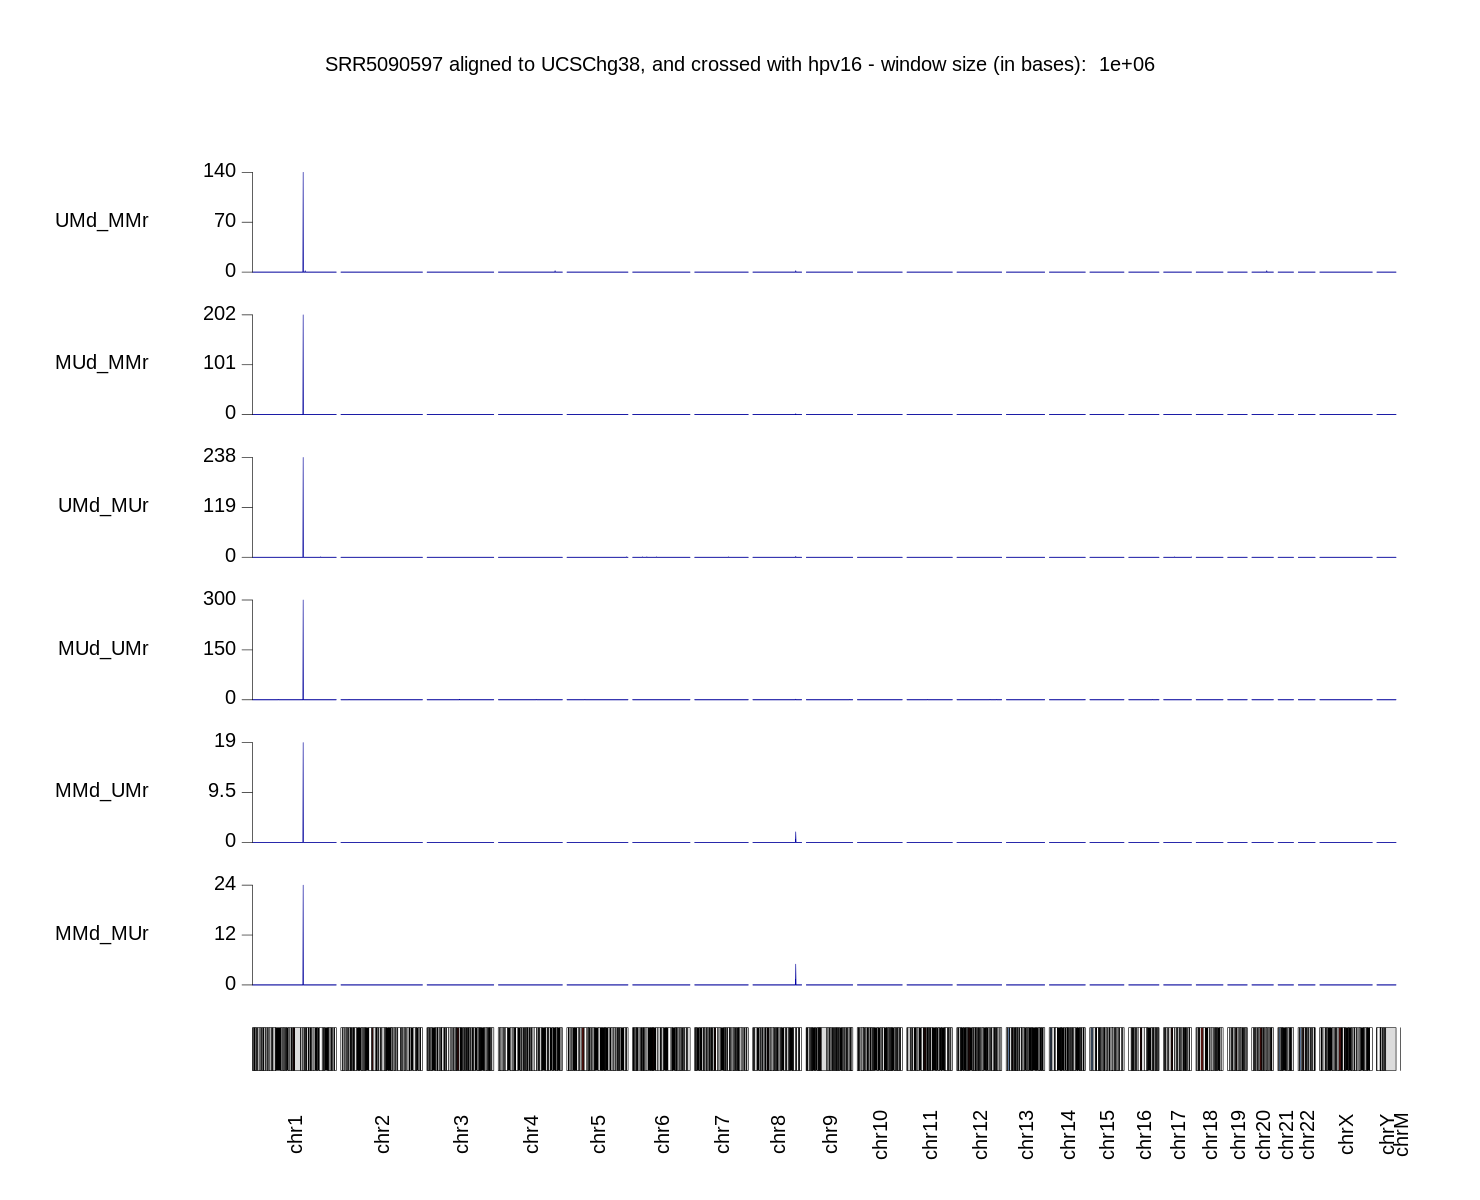 SRR5090597 aligned to UCSChg38, and crossed with hpv16 - window size (in bases):  1e+06
140
UMd_MMr
70
0
202
MUd_MMr
101
0
238
UMd_MUr
119
0
300
MUd_UMr
150
0
19
MMd_UMr
9.5
0
24
MMd_MUr
12
0
chr1
chr2
chr3
chr4
chr5
chr6
chr7
chr8
chr9
chr10
chr11
chr12
chr13
chr14
chr15
chr16
chr17
chr18
chr19
chr20
chr21
chr22
chrX
chrY
chrM